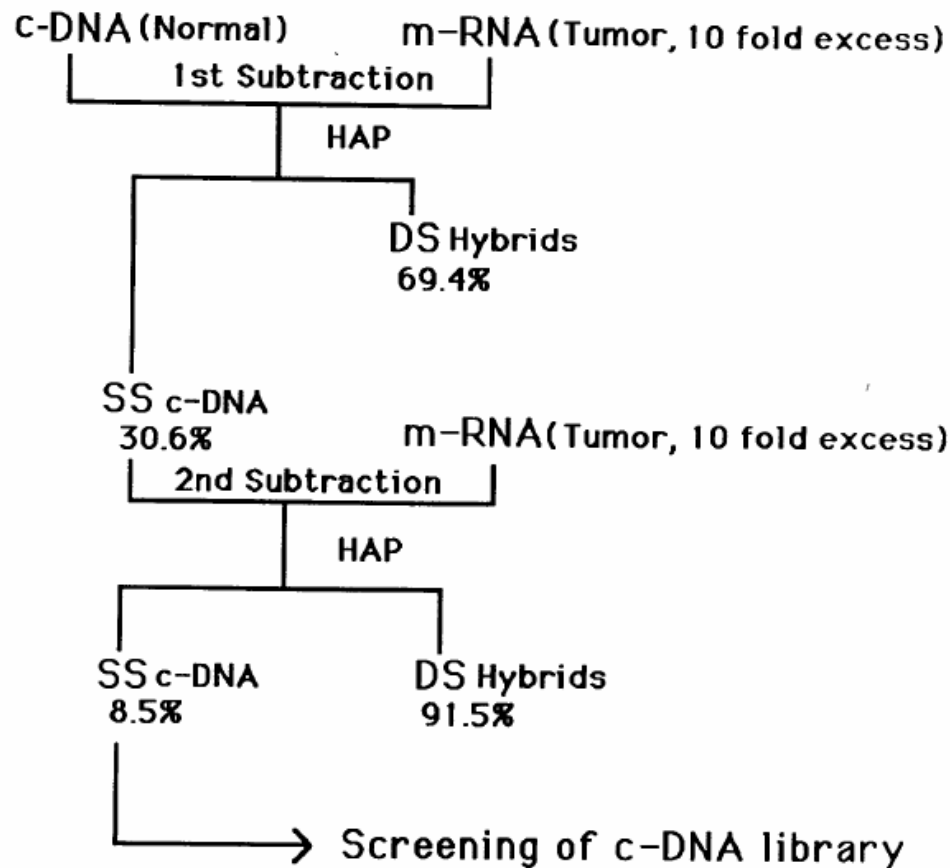 c-DNA (Normal)
m-RNA (Tumor, 10 fold excess)
1st Subtraction
HAP
DS Hybrids
69.4%
SS c-DNA
30.6%
m-RNA (Tumor, 10 fold excess)
2nd Subtraction
HAP
SS c-DNA
8.5%
DS Hybrids
91.5%
Screening of c-DNA library